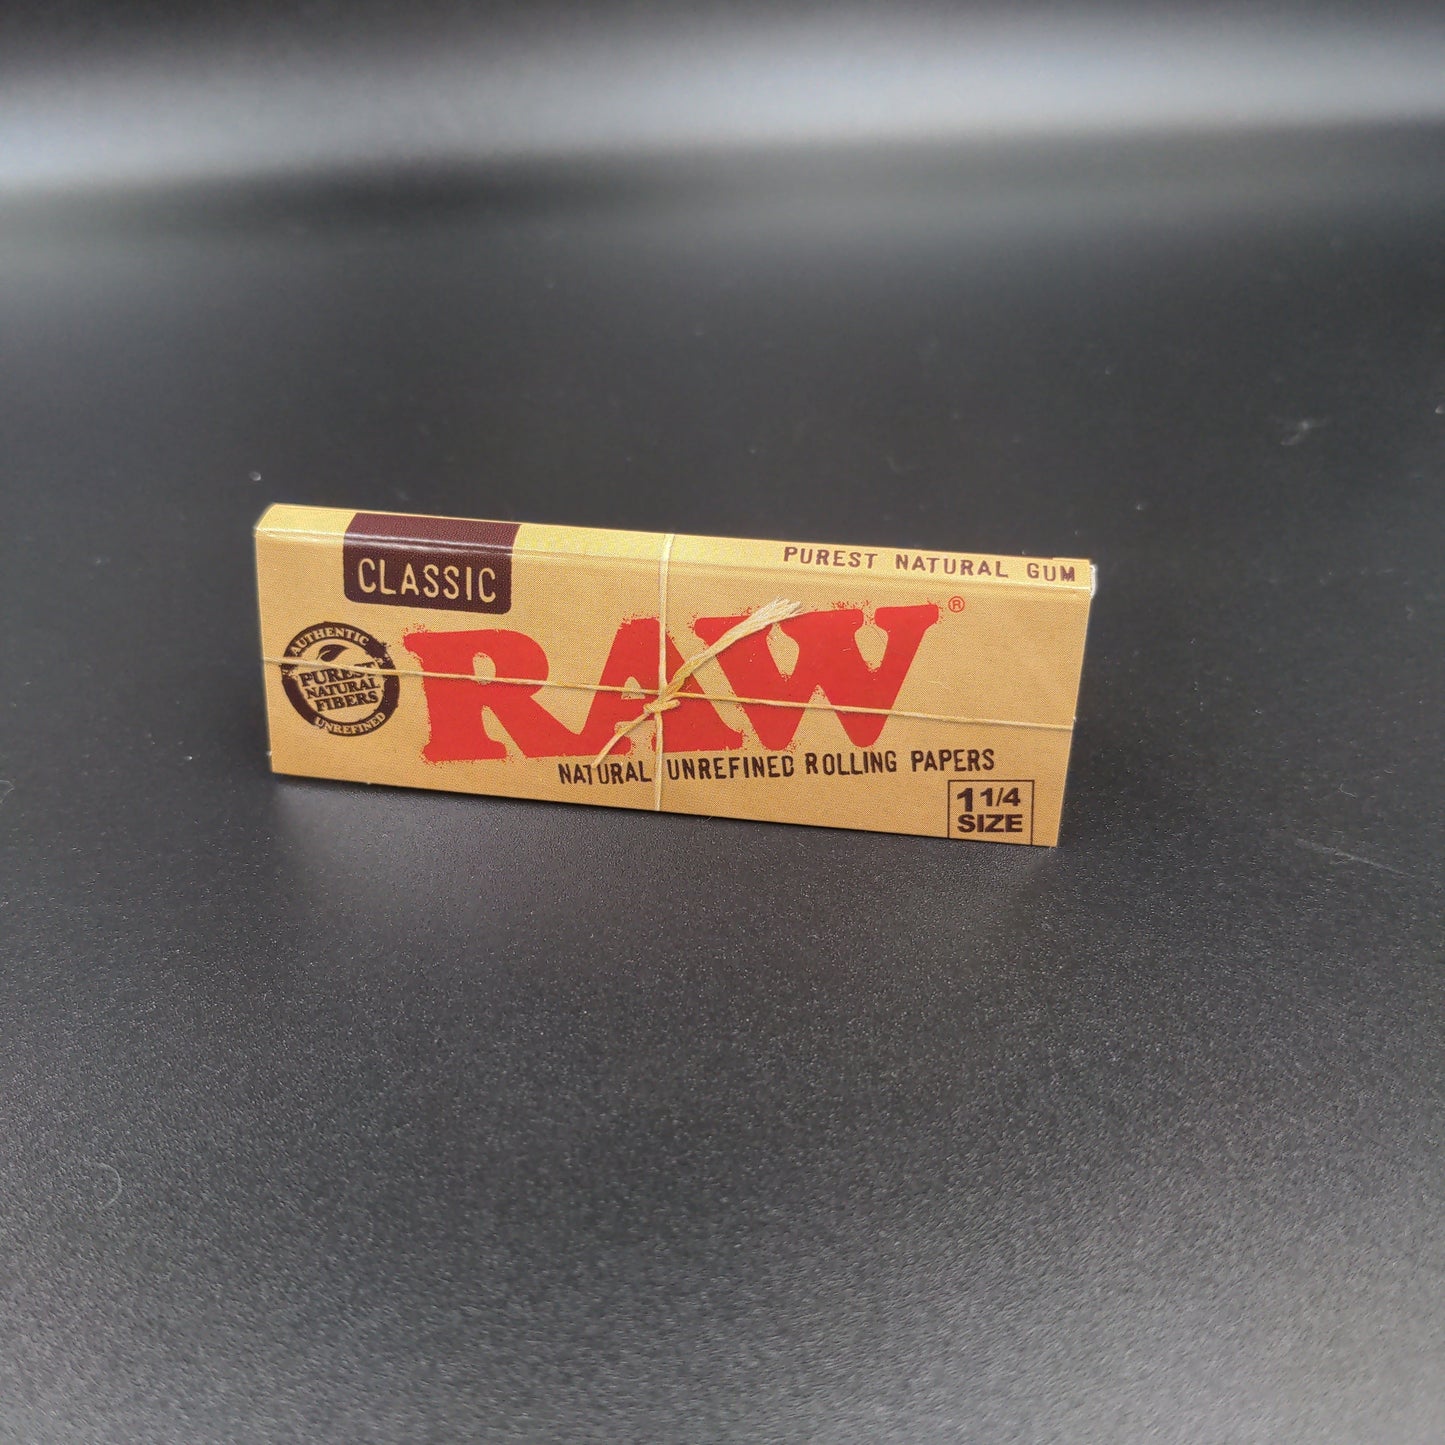 PUREST NATURAL GUM
CLASSIC
RAW®
AUTHENTIC
PUREST
NATURAL
FIBERS
UNREFINED
NATURAL UNREFINED ROLLING PAPERS
1 1/4
SIZE